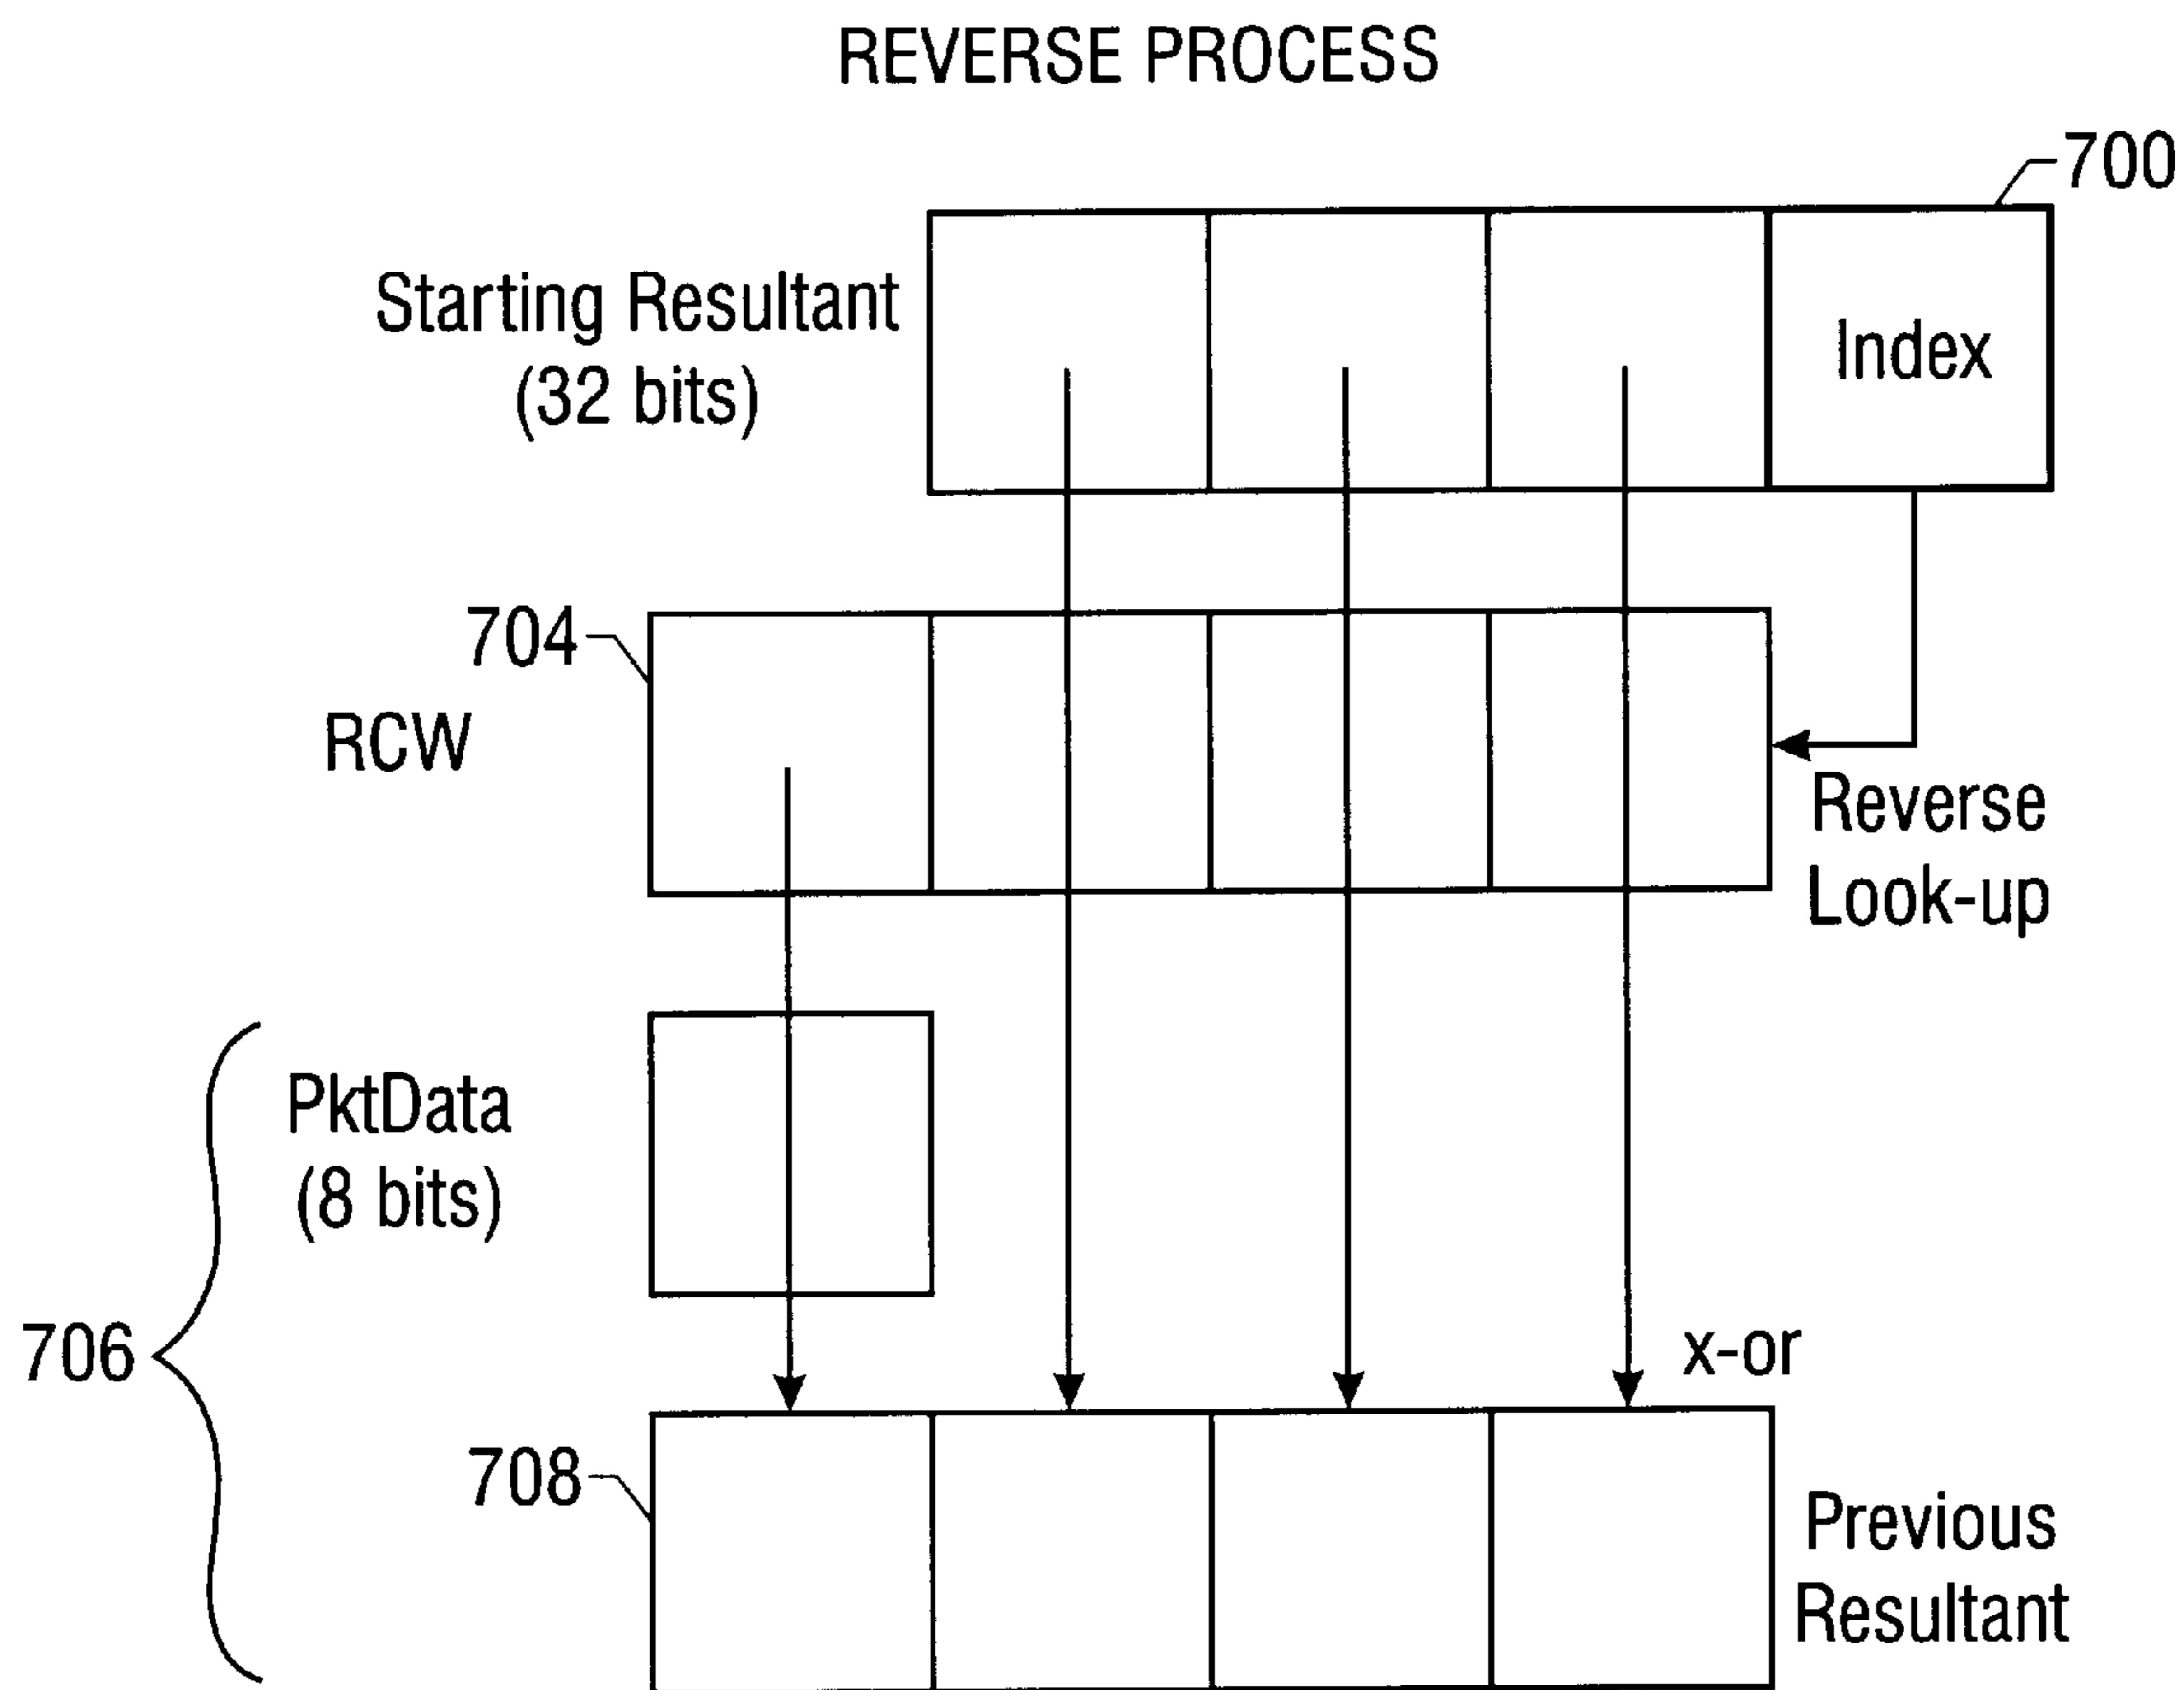 REVERSE PROCESS
700
Starting Resultant
(32 bits)
Index
704
RCW
Reverse
Look-up
PktData
(8 bits)
706
x-or
708
Previous
Resultant